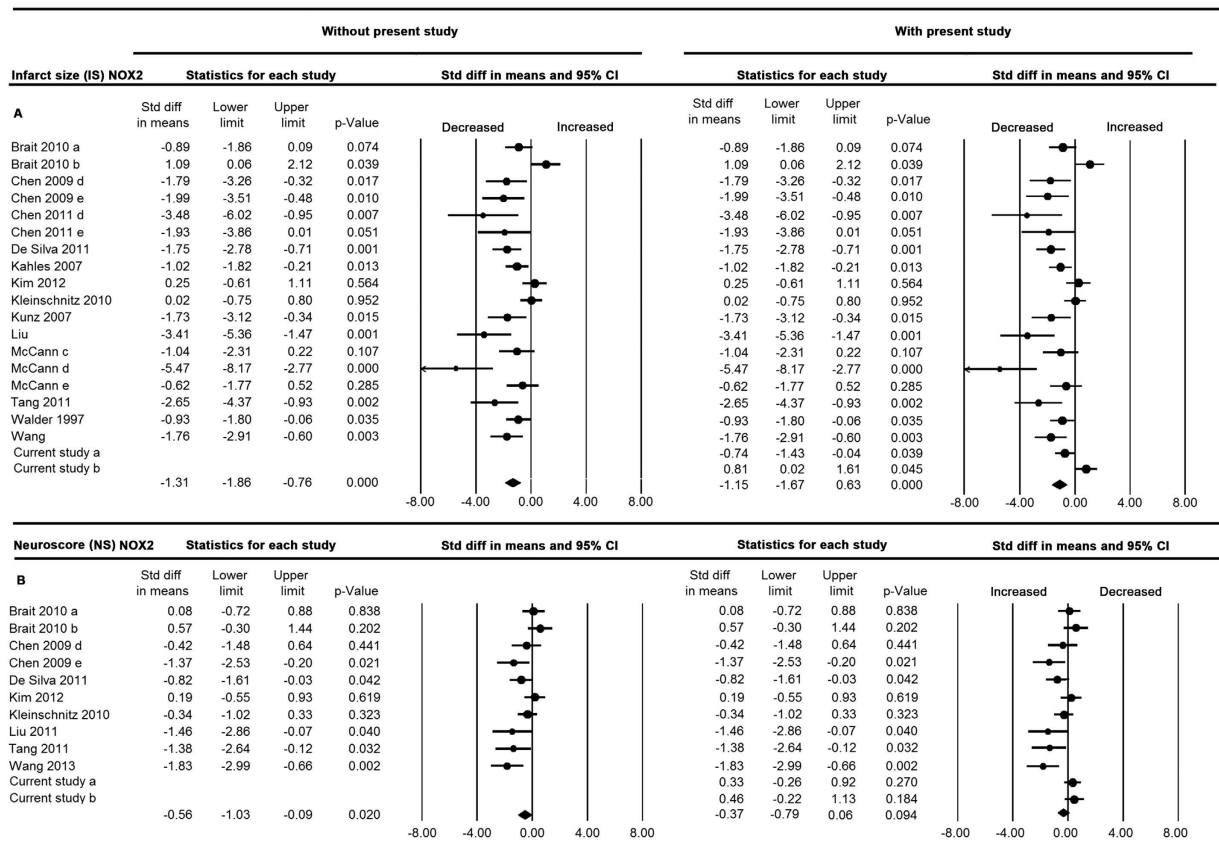 Without present study With present study
Infarct size (IS) NOX2 Statistics for each study Std diff in means and 95% CI Statistics for each study Std diff in means and 95% CI
A
Std diff Lower Upper Std diff Lower Upper
in means limit limit p-Value in means limit limit p-Value
Decreased Increased Decreased Increased
Brait 2010 a -0.89 -1.86 0.09 0.074 -0.89 -1.86 0.09 0.074
Brait 2010 b 1.09 0.06 2.12 0.039 1.09 0.06 2.12 0.039
Chen 2009 d -1.79 -3.26 -0.32 0.017 -1.79 -3.26 -0.32 0.017
Chen 2009 e -1.99 -3.51 -0.48 0.010 -1.99 -3.51 -0.48 0.010
Chen 2011 d -3.48 -6.02 -0.95 0.007 -3.48 -6.02 -0.95 0.007
Chen 2011 e -1.93 -3.86 0.01 0.051 -1.93 -3.86 0.01 0.051
De Silva 2011 -1.75 -2.78 -0.71 0.001 -1.75 -2.78 -0.71 0.001
Kahles 2007 -1.02 -1.82 -0.21 0.013 -1.02 -1.82 -0.21 0.013
Kim 2012 0.25 -0.61 1.11 0.564 0.25 -0.61 1.11 0.564
Kleinschnitz 2010 0.02 -0.75 0.80 0.952 0.02 -0.75 0.80 0.952
Kunz 2007 -1.73 -3.12 -0.34 0.015 -1.73 -3.12 -0.34 0.015
Liu -3.41 -5.36 -1.47 0.001 -3.41 -5.36 -1.47 0.001
McCann c -1.04 -2.31 0.22 0.107 -1.04 -2.31 0.22 0.107
McCann d -5.47 -8.17 -2.77 0.000 -5.47 -8.17 -2.77 0.000
McCann e -0.62 -1.77 0.52 0.285 -0.62 -1.77 0.52 0.285
Tang 2011 -2.65 -4.37 -0.93 0.002 -2.65 -4.37 -0.93 0.002
Walder 1997 -0.93 -1.80 -0.06 0.035 -0.93 -1.80 -0.06 0.035
Wang -1.76 -2.91 -0.60 0.003 -1.76 -2.91 -0.60 0.003
Current study a -0.74 -1.43 -0.04 0.039
Current study b 0.81 0.02 1.61 0.045
-1.31 -1.86 -0.76 0.000 -1.15 -1.67 0.63 0.000
-8.00 -4.00 0.00 4.00 8.00 -8.00 -4.00 0.00 4.00 8.00
Neuroscore (NS) NOX2 Statistics for each study Std diff in means and 95% CI Statistics for each study Std diff in means and 95% CI
B
Std diff Lower Upper Std diff Lower Upper
in means limit limit p-Value in means limit limit p-Value
Increased Decreased
Brait 2010 a 0.08 -0.72 0.88 0.838 0.08 -0.72 0.88 0.838
Brait 2010 b 0.57 -0.30 1.44 0.202 0.57 -0.30 1.44 0.202
Chen 2009 d -0.42 -1.48 0.64 0.441 -0.42 -1.48 0.64 0.441
Chen 2009 e -1.37 -2.53 -0.20 0.021 -1.37 -2.53 -0.20 0.021
De Silva 2011 -0.82 -1.61 -0.03 0.042 -0.82 -1.61 -0.03 0.042
Kim 2012 0.19 -0.55 0.93 0.619 0.19 -0.55 0.93 0.619
Kleinschnitz 2010 -0.34 -1.02 0.33 0.323 -0.34 -1.02 0.33 0.323
Liu 2011 -1.46 -2.86 -0.07 0.040 -1.46 -2.86 -0.07 0.040
Tang 2011 -1.38 -2.64 -0.12 0.032 -1.38 -2.64 -0.12 0.032
Wang 2013 -1.83 -2.99 -0.66 0.002 -1.83 -2.99 -0.66 0.002
Current study a 0.33 -0.26 0.92 0.270
Current study b 0.46 -0.22 1.13 0.184
-0.56 -1.03 -0.09 0.020 -0.37 -0.79 0.06 0.094
-8.00 -4.00 0.00 4.00 8.00 -8.00 -4.00 0.00 4.00 8.00